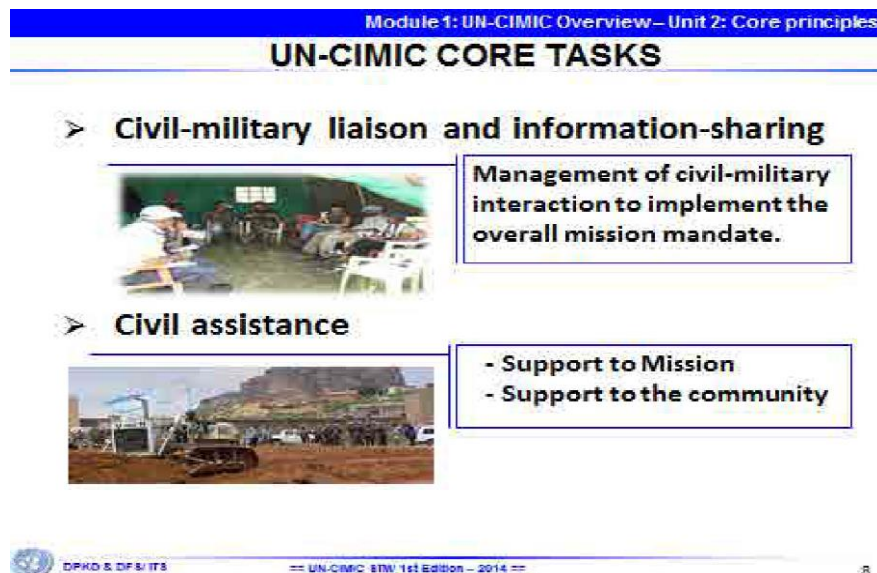 Module 1: UN-CIMIC Overview – Unit 2: Core principles
UN-CIMIC CORE TASKS
➢ Civil-military liaison and information-sharing
Management of civil-military
interaction to implement the
overall mission mandate.
➢ Civil assistance
- Support to Mission
- Support to the community
DPKO & DFS/ ITS
== UN-CIMIC STM 1st Edition – 2014 ==
8